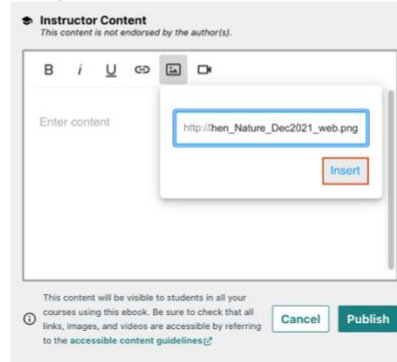 Instructor Content
This content is not endorsed by the author(s).
B i U
Enter content
http://hen_Nature_Dec2021_web.png
Insert
This content will be visible to students in all your
courses using this ebook. Be sure to check that all
links, images, and videos are accessible by referring
to the accessible content guidelines
Cancel Publish